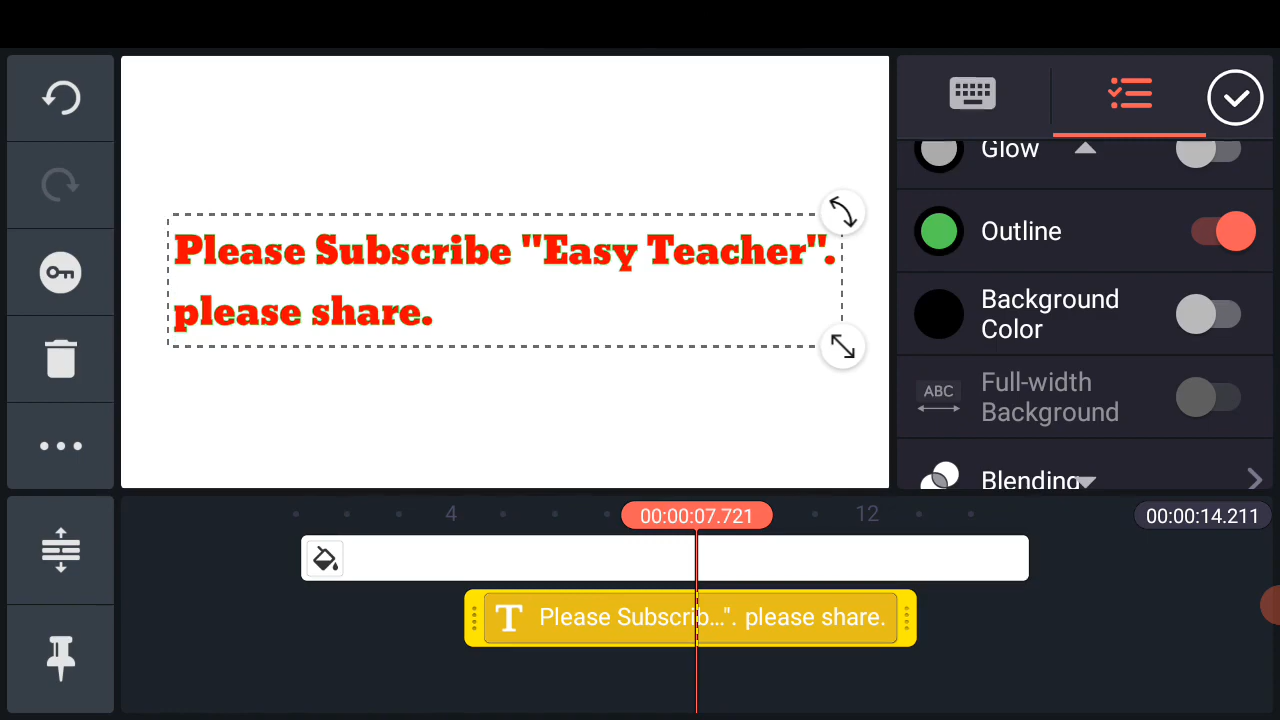 Please Subscribe "Easy Teacher".
please share.
Glow
Outline
Background
Color
ABC
Full-width
Background
Blending
4
00:00:07.721
12
00:00:14.211
T Please Subscrib...". please share.